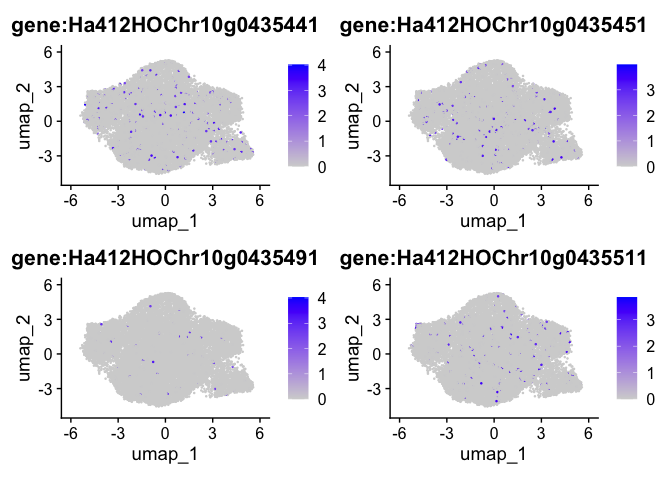 gene:Ha412HOChr10g0435441
6
3
0
-3
umap_2
-6 -3 0 3 6
umap_1
4
3
2
1
0
gene:Ha412HOChr10g0435451
6
3
0
-3
umap_2
-6 -3 0 3 6
umap_1
3
2
1
0
gene:Ha412HOChr10g0435491
6
3
0
-3
umap_2
-6 -3 0 3 6
umap_1
4
3
2
1
0
gene:Ha412HOChr10g0435511
6
3
0
-3
umap_2
-6 -3 0 3 6
umap_1
3
2
1
0